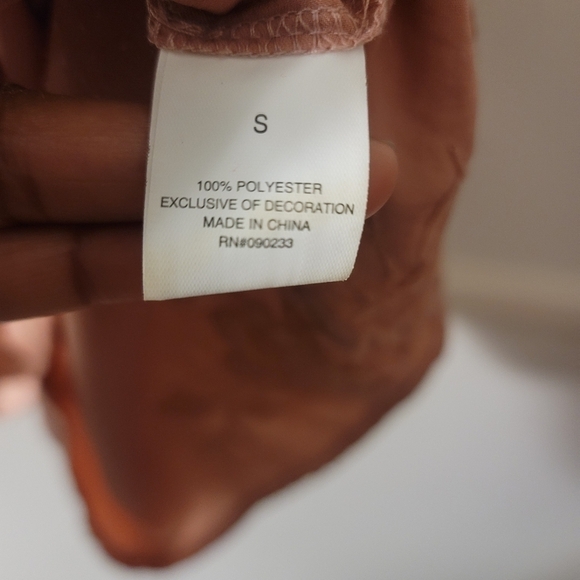 S
100% POLYESTER
EXCLUSIVE OF DECORATION
MADE IN CHINA
RN#090233